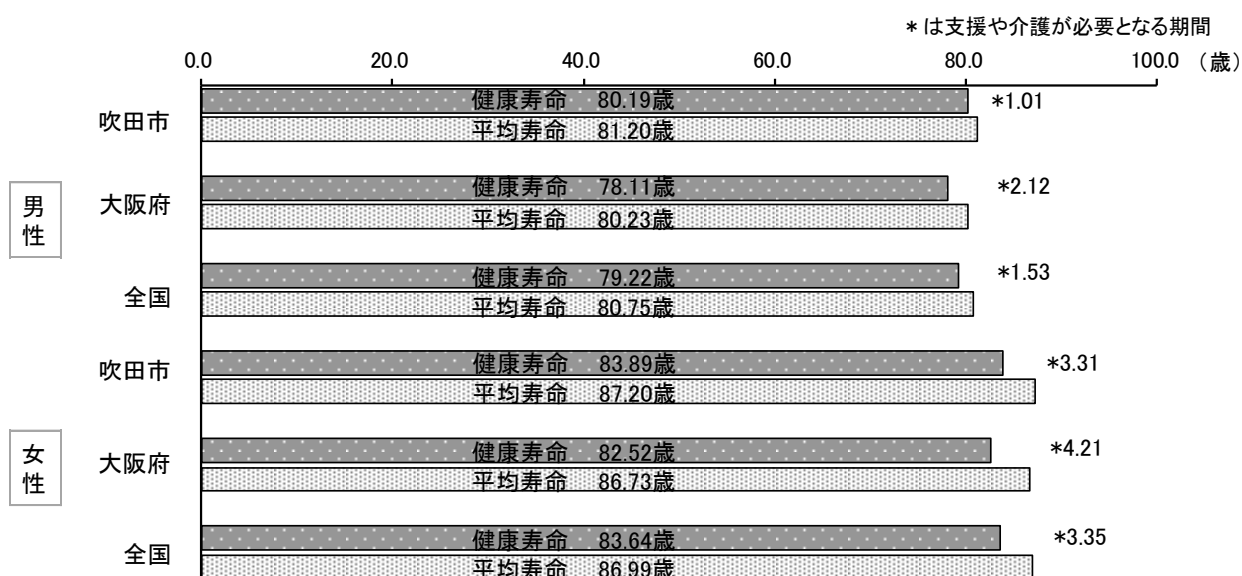 *は支援や介護が必要となる期間
0.0 20.0 40.0 60.0 80.0 100.0 (歳)
男性
吹田市
健康寿命 80.19歳 *1.01
平均寿命 81.20歳
大阪府
健康寿命 78.11歳 *2.12
平均寿命 80.23歳
全国
健康寿命 79.22歳 *1.53
平均寿命 80.75歳
女性
吹田市
健康寿命 83.89歳 *3.31
平均寿命 87.20歳
大阪府
健康寿命 82.52歳 *4.21
平均寿命 86.73歳
全国
健康寿命 83.64歳 *3.35
平均寿命 86.99歳